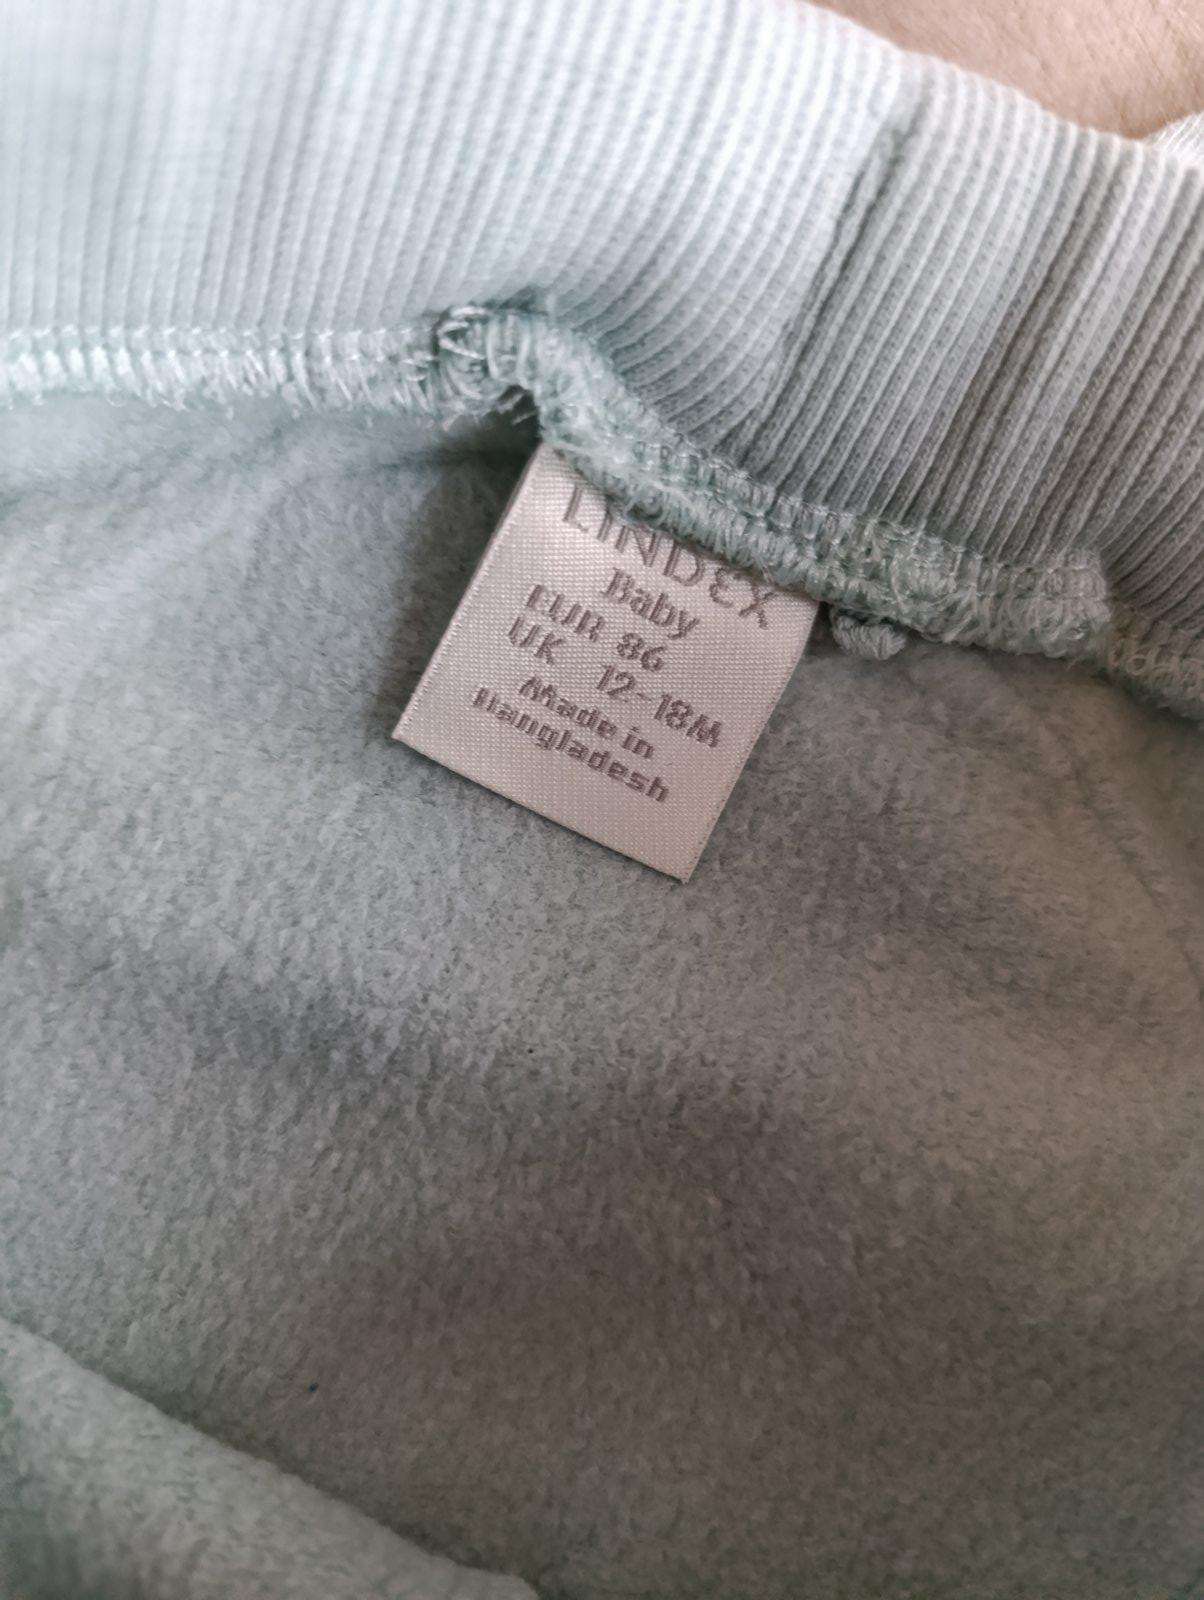 LINDEX
Baby
EUR 86
UK 12-18M
Made in
Bangladesh